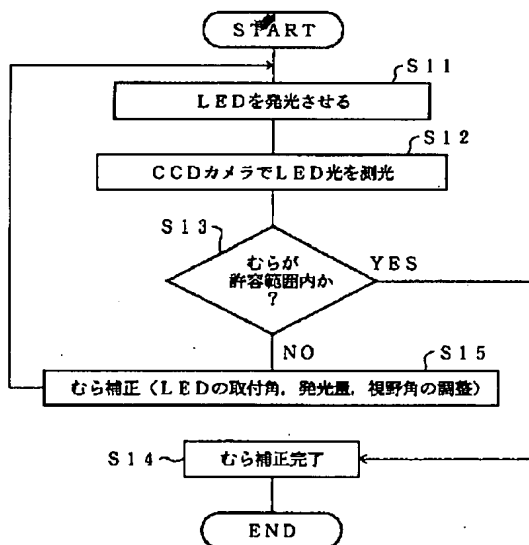 START
S11
LEDを発光させる
S12
CCDカメラでLED光を測光
S13
むらが
許容範囲内か
?
YES
NO
S15
むら補正(LEDの取付角,発光量,視野角の調整)
S14
むら補正完了
END